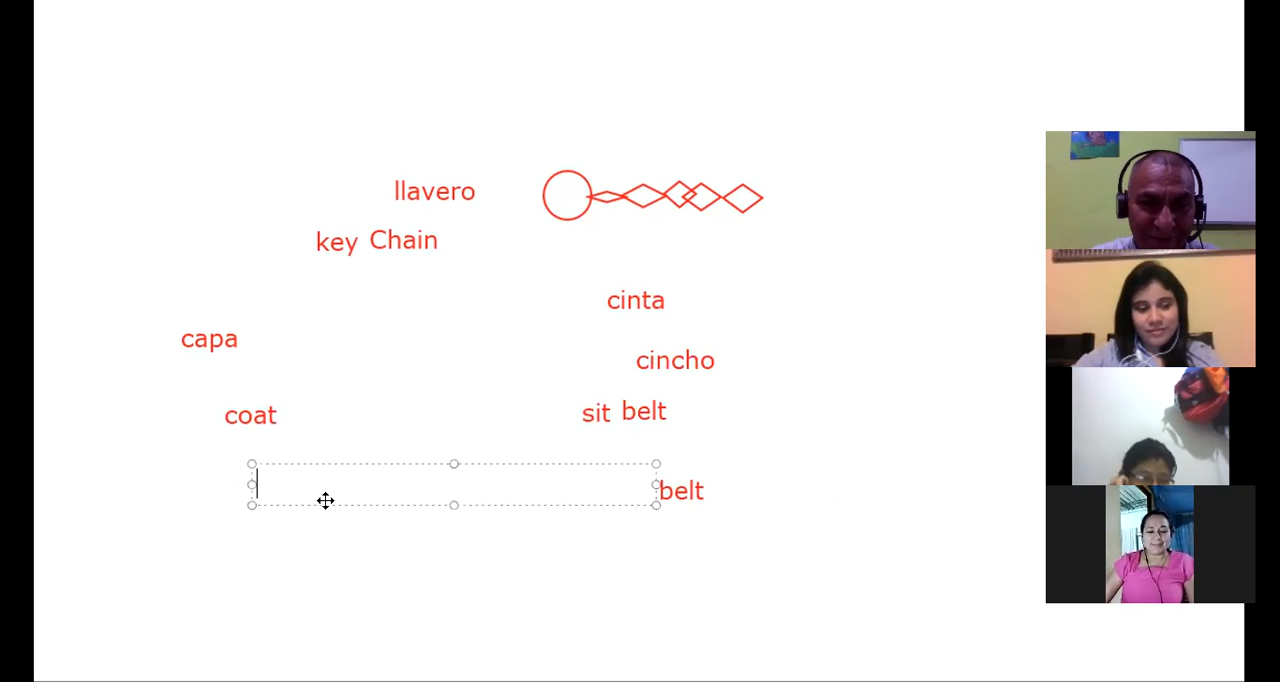 llavero
key Chain
cinta
capa
cincho
coat
sit belt
belt